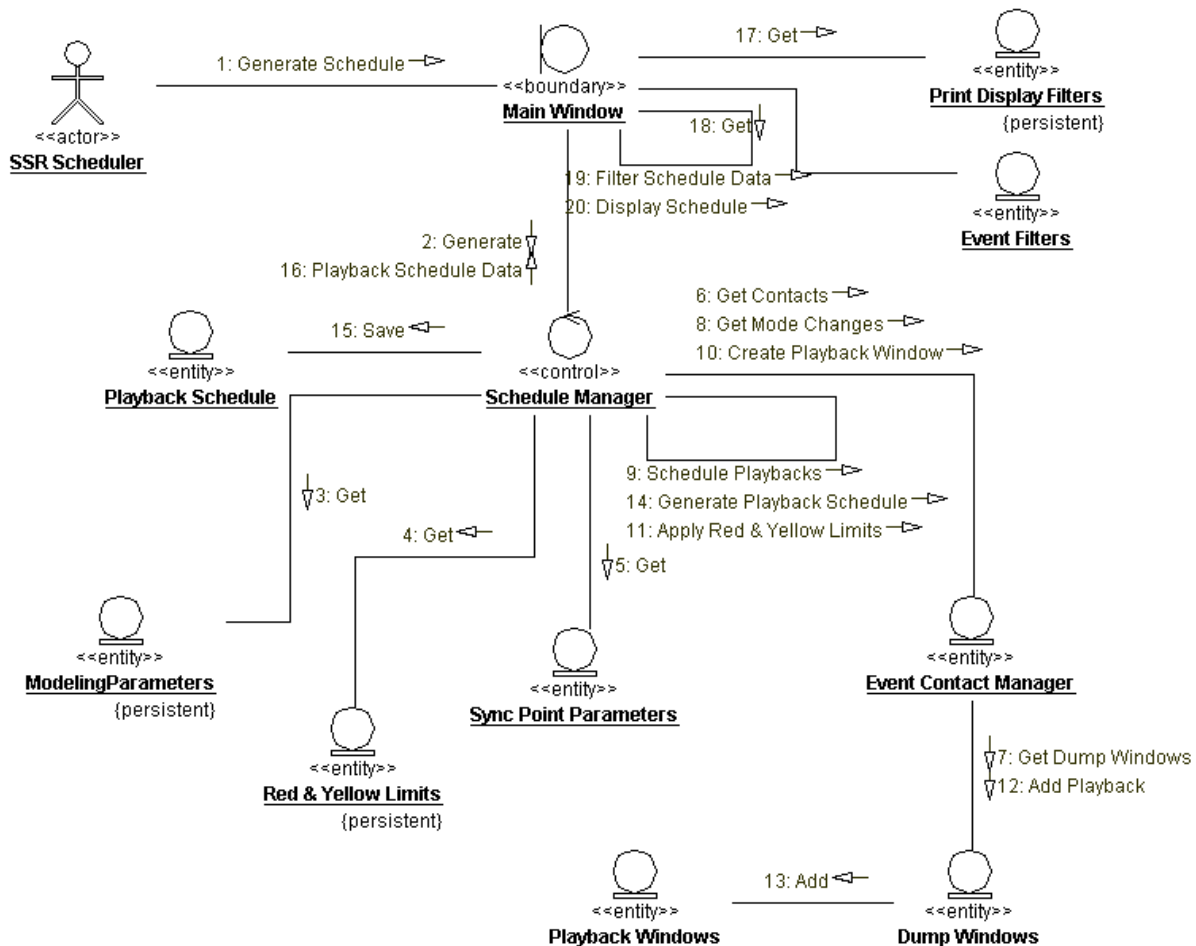 17: Get
1: Generate Schedule
<<boundary>>
Main Window
<<entity>>
Print Display Filters
{persistent}
<<actor>>
SSR Scheduler
18: Get
19: Filter Schedule Data
20: Display Schedule
<<entity>>
Event Filters
2: Generate
16: Playback Schedule Data
6: Get Contacts
8: Get Mode Changes
10: Create Playback Window
15: Save
<<entity>>
Playback Schedule
<<control>>
Schedule Manager
9: Schedule Playbacks
14: Generate Playback Schedule
11: Apply Red & Yellow Limits
3: Get
4: Get
5: Get
<<entity>>
ModelingParameters
{persistent}
<<entity>>
Sync Point Parameters
<<entity>>
Event Contact Manager
<<entity>>
Red & Yellow Limits
{persistent}
7: Get Dump Windows
12: Add Playback
13: Add
<<entity>>
Playback Windows
<<entity>>
Dump Windows